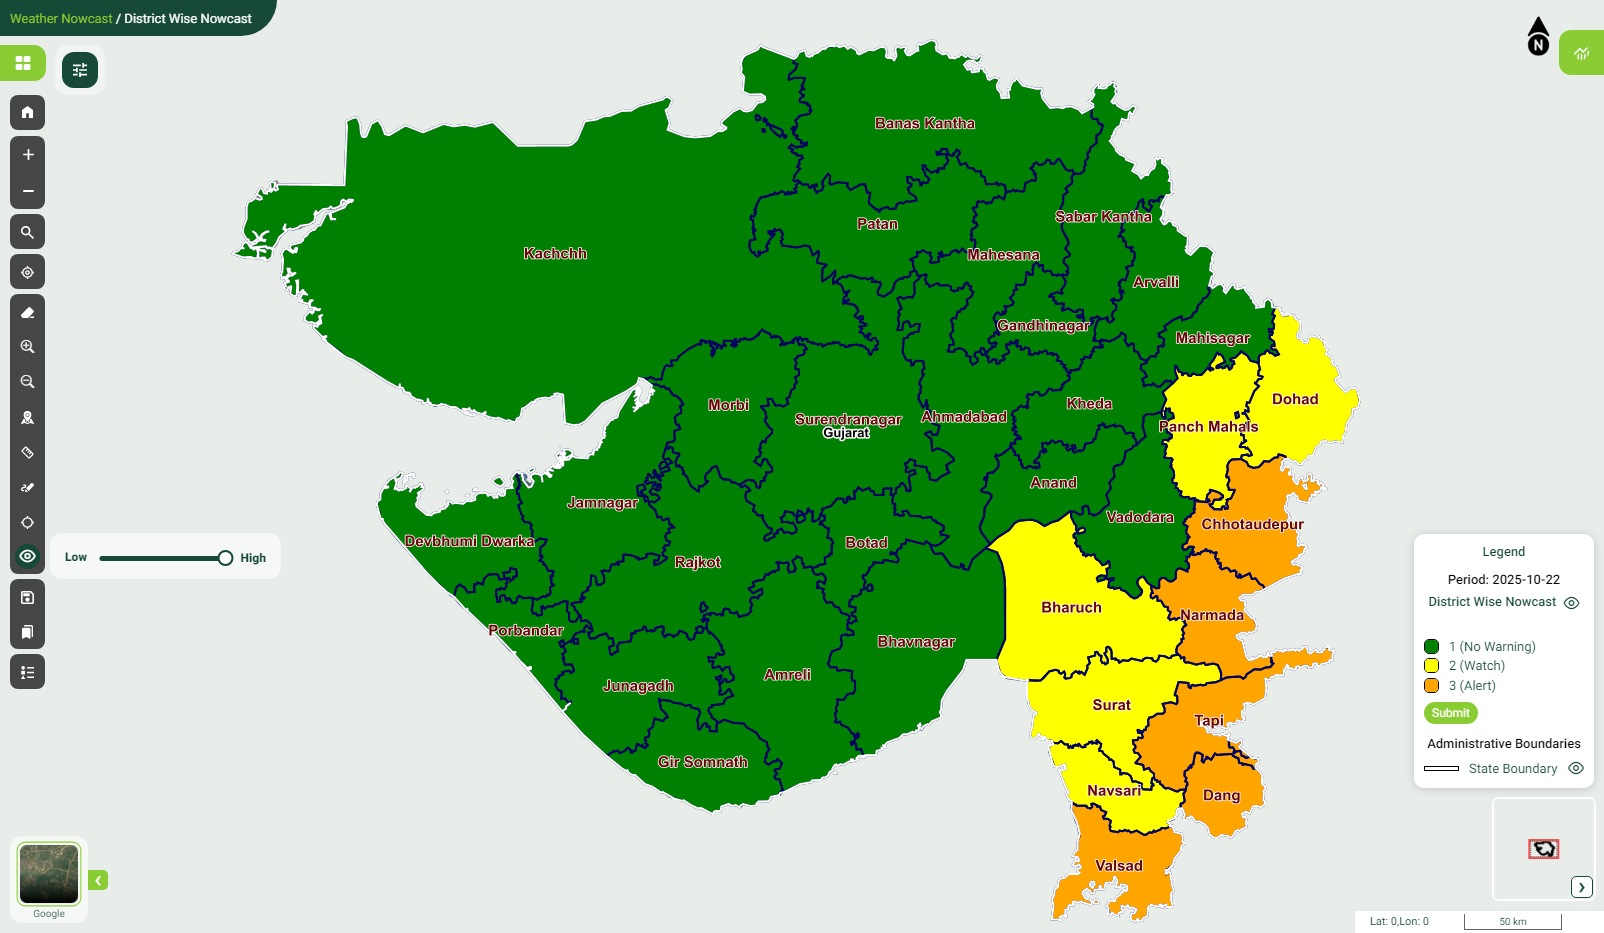 Weather Nowcast / District Wise Nowcast
N
Banas Kantha
Patan
Sabar Kantha
Kachchh
Mahesana
Arvalli
Gandhinagar
Mahisagar
Morbi
Surendranagar
Gujarat
Ahmadabad
Kheda
Dohad
Panch Mahals
Anand
Jamnagar
Vadodara
Chhotaudepur
Devbhumi Dwarka
Botad
Rajkot
Low
High
Bharuch
Narmada
Porbandar
Bhavnagar
Junagadh
Amreli
Surat
Tapi
Gir Somnath
Navsari
Dang
Valsad
Legend
Period: 2025-10-22
District Wise Nowcast
1 (No Warning)
2 (Watch)
3 (Alert)
Submit
Administrative Boundaries
State Boundary
Google
Lat: 0,Lon: 0
50 km